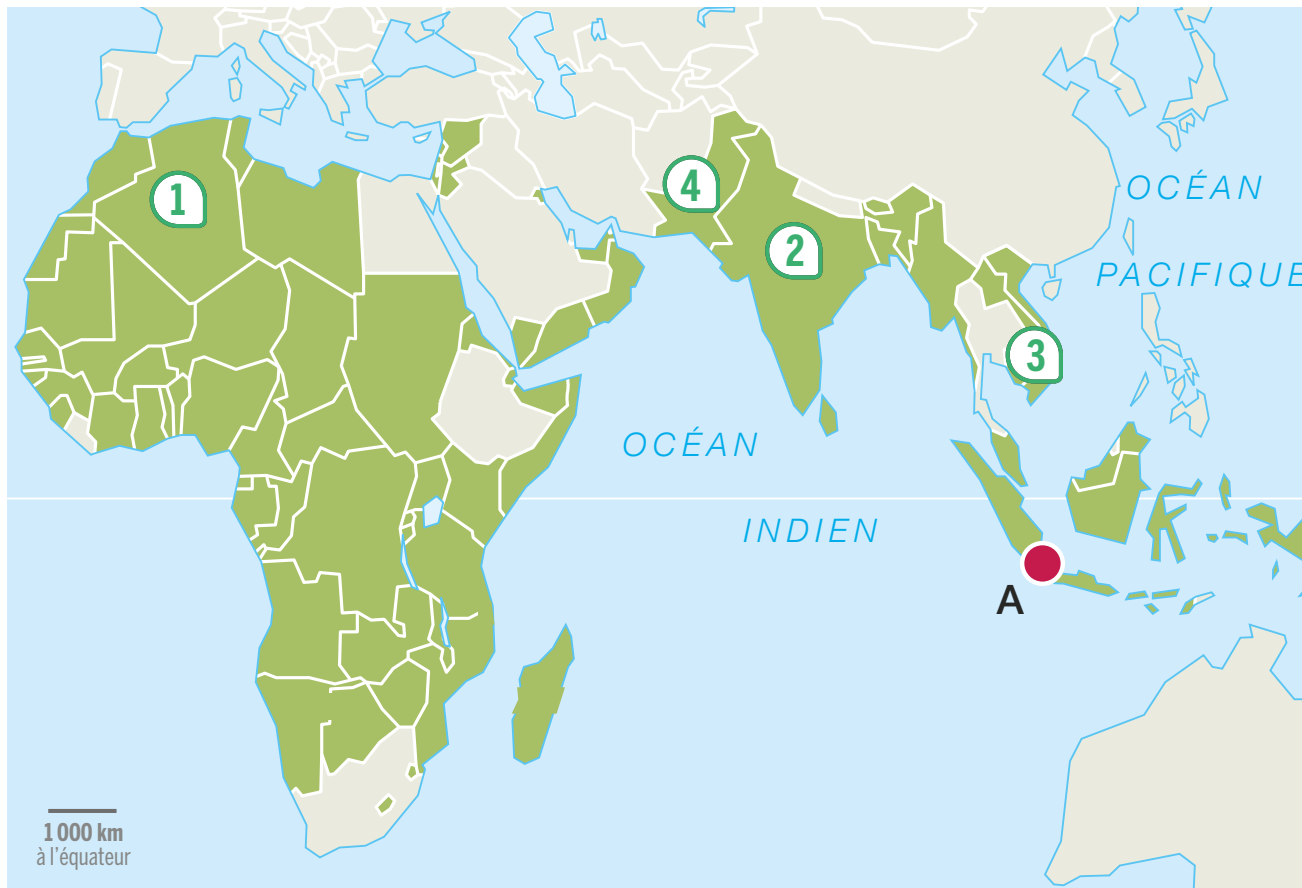 1
4
OCÉAN
2
PACIFIQUE
3
OCÉAN
INDIEN
A
1 000 km
à l'équateur